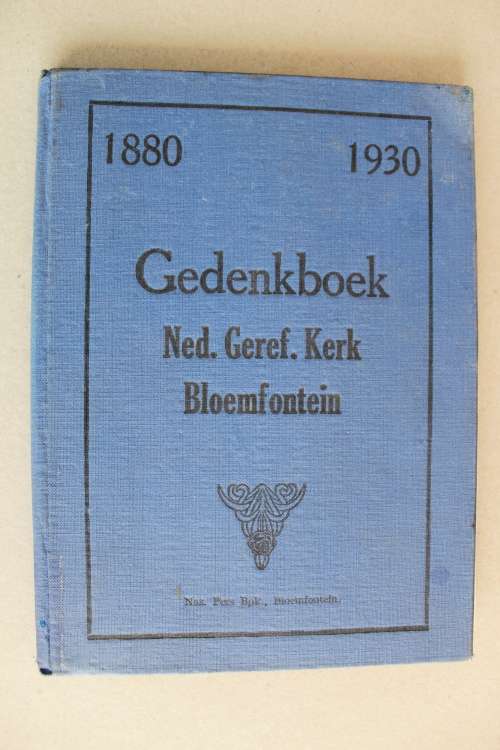 1880 1930
Gedenkboek
Ned. Geref. Kerk
Bloemfontein
Nas. Pers Bpk., Bloemfontein.